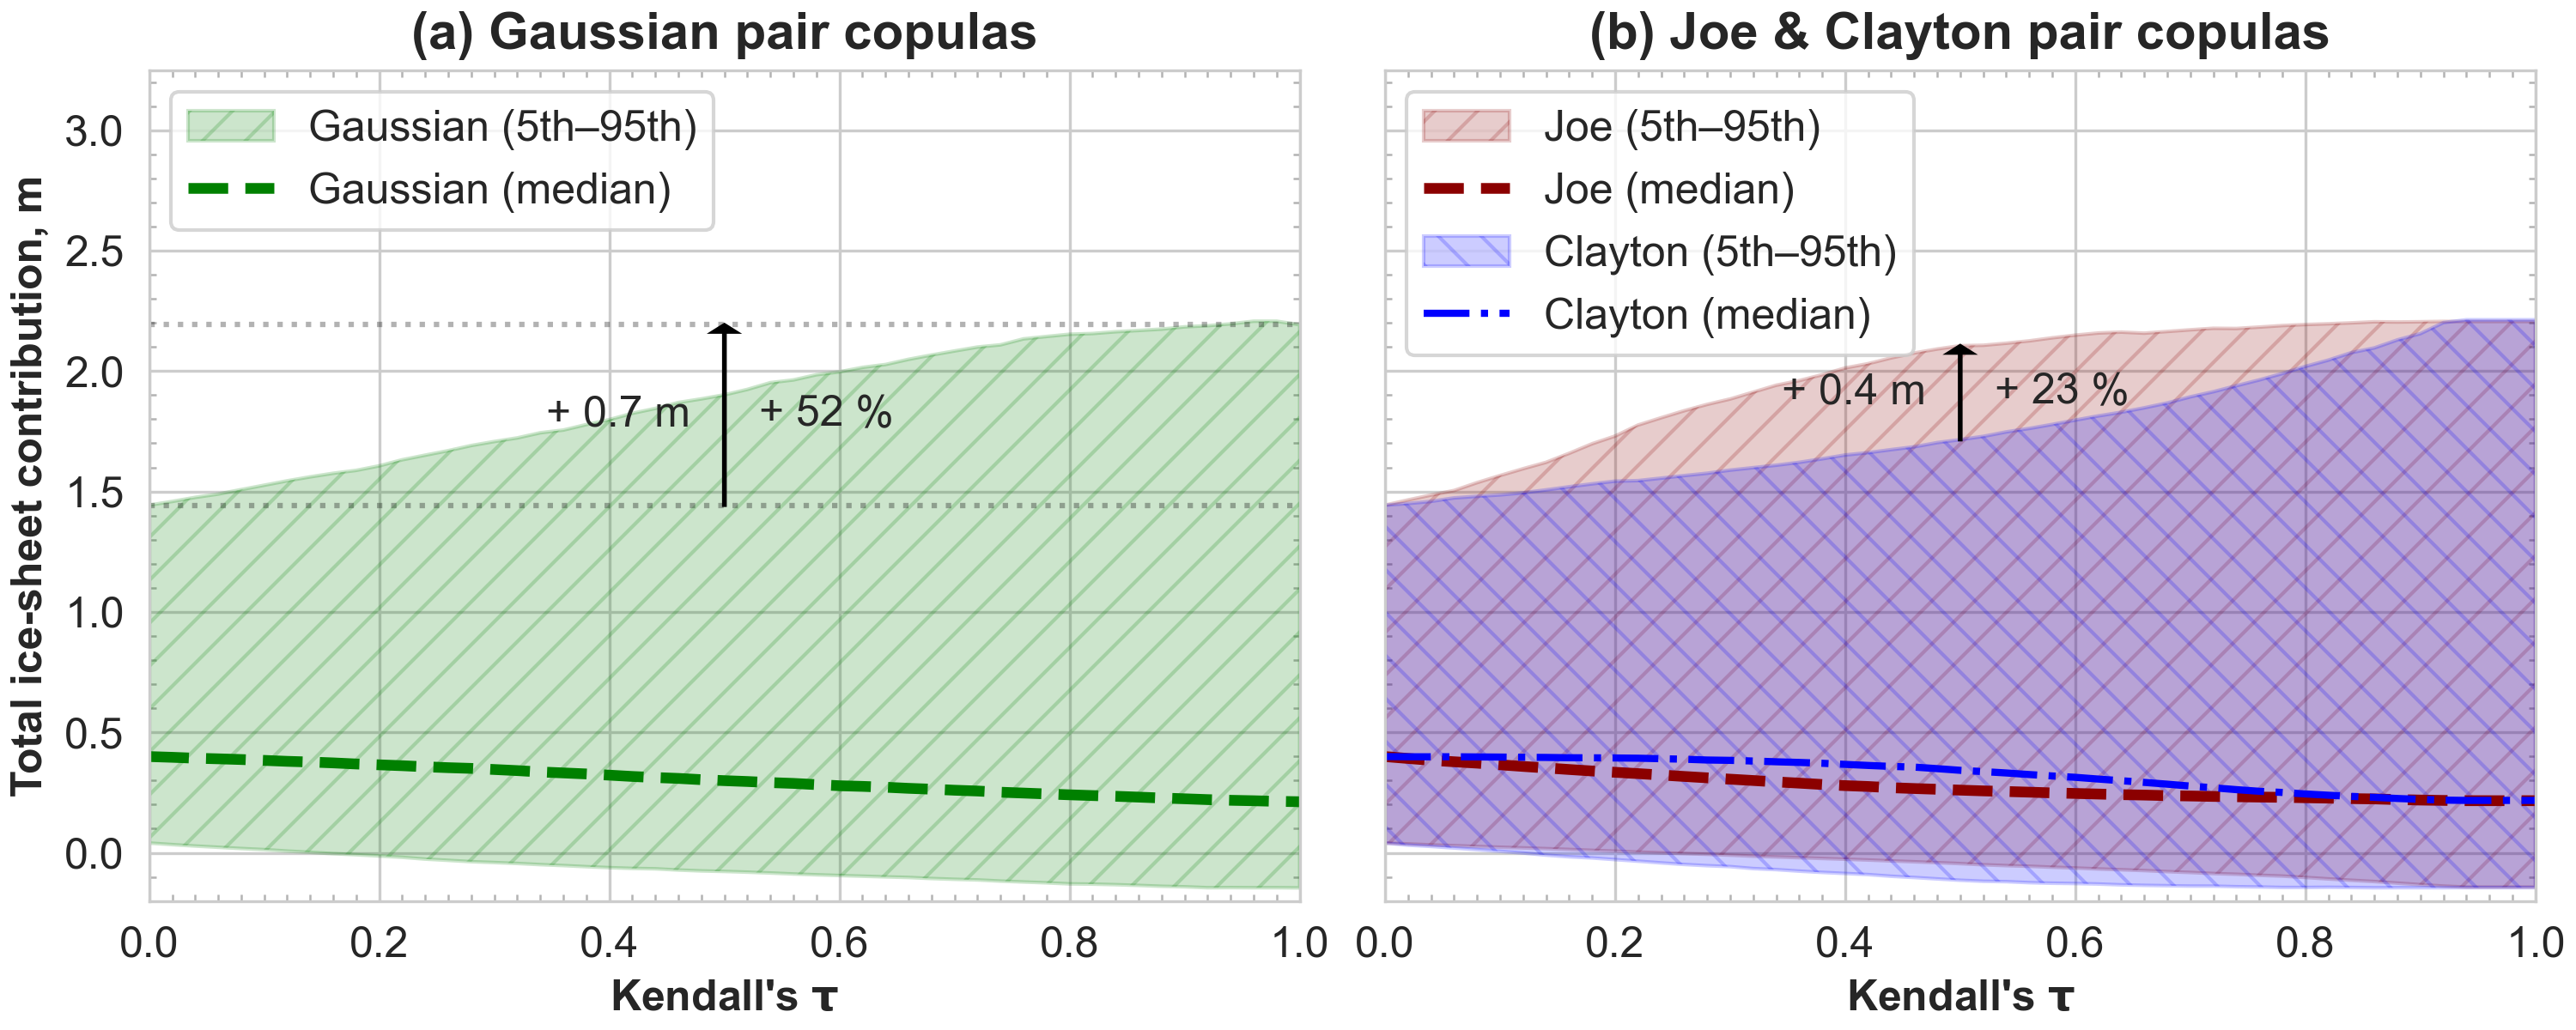 (a) Gaussian pair copulas
Total ice-sheet contribution, m
3.0
2.5
2.0
1.5
1.0
0.5
0.0
Gaussian (5th–95th)
Gaussian (median)
+ 0.7 m
+ 52 %
0.0 0.2 0.4 0.6 0.8 1.0
Kendall's τ
(b) Joe & Clayton pair copulas
Joe (5th–95th)
Joe (median)
Clayton (5th–95th)
Clayton (median)
+ 0.4 m
+ 23 %
0.0 0.2 0.4 0.6 0.8 1.0
Kendall's τ